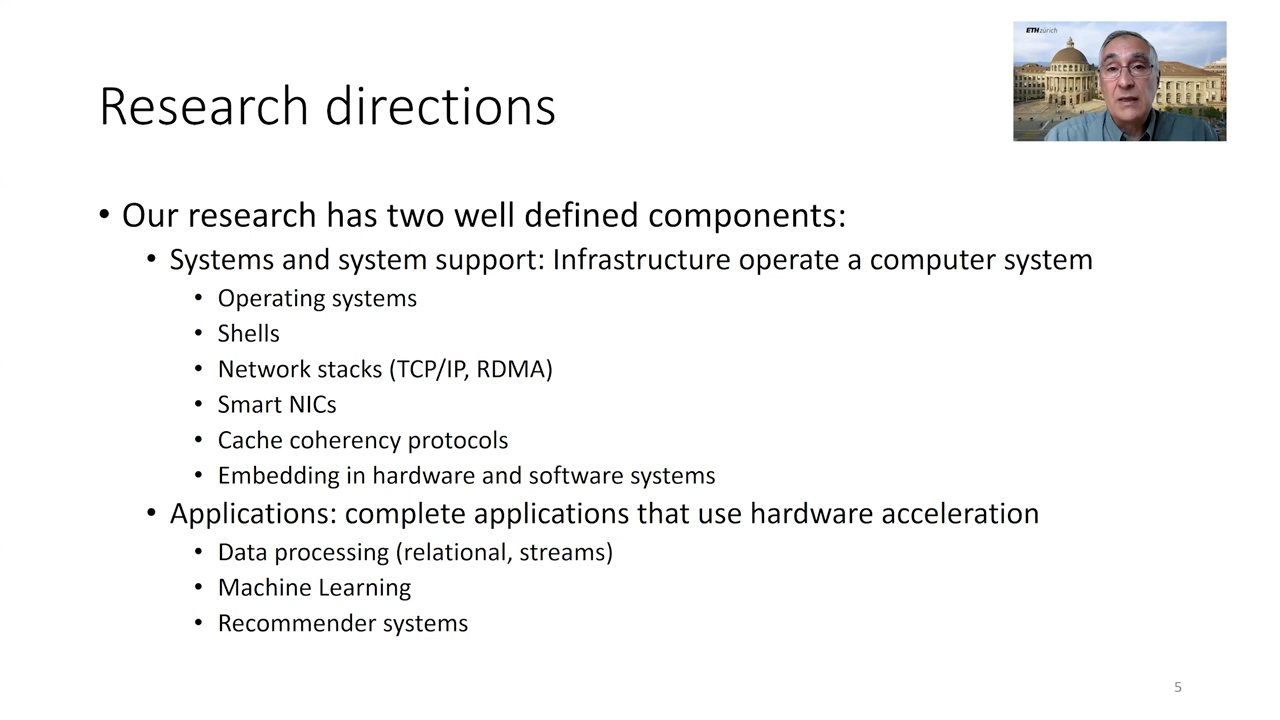 ETH zürich
Research directions
• Our research has two well defined components:
• Systems and system support: Infrastructure operate a computer system
• Operating systems
• Shells
• Network stacks (TCP/IP, RDMA)
• Smart NICs
• Cache coherency protocols
• Embedding in hardware and software systems
• Applications: complete applications that use hardware acceleration
• Data processing (relational, streams)
• Machine Learning
• Recommender systems
5